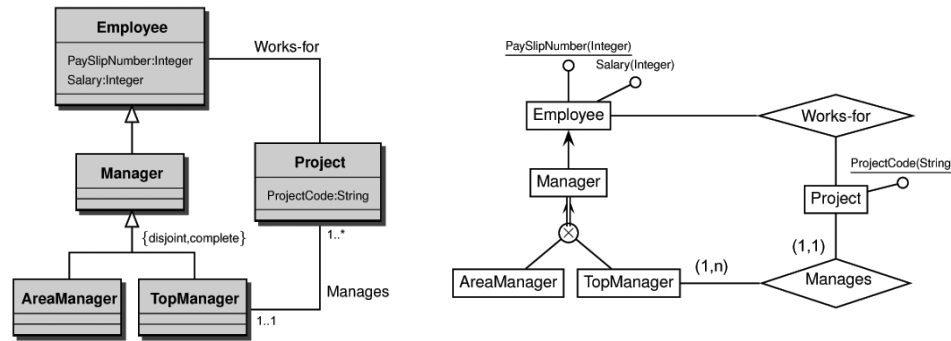 Employee
PaySlipNumber:Integer
Salary:Integer
Works-for
Manager
Project
ProjectCode:String
{disjoint,complete}
1..*
AreaManager
TopManager
Manages
1..1
PaySlipNumber(Integer)
Salary(Integer)
Employee
Works-for
Manager
ProjectCode(String
Project
(1,1)
(1,n)
AreaManager
TopManager
Manages